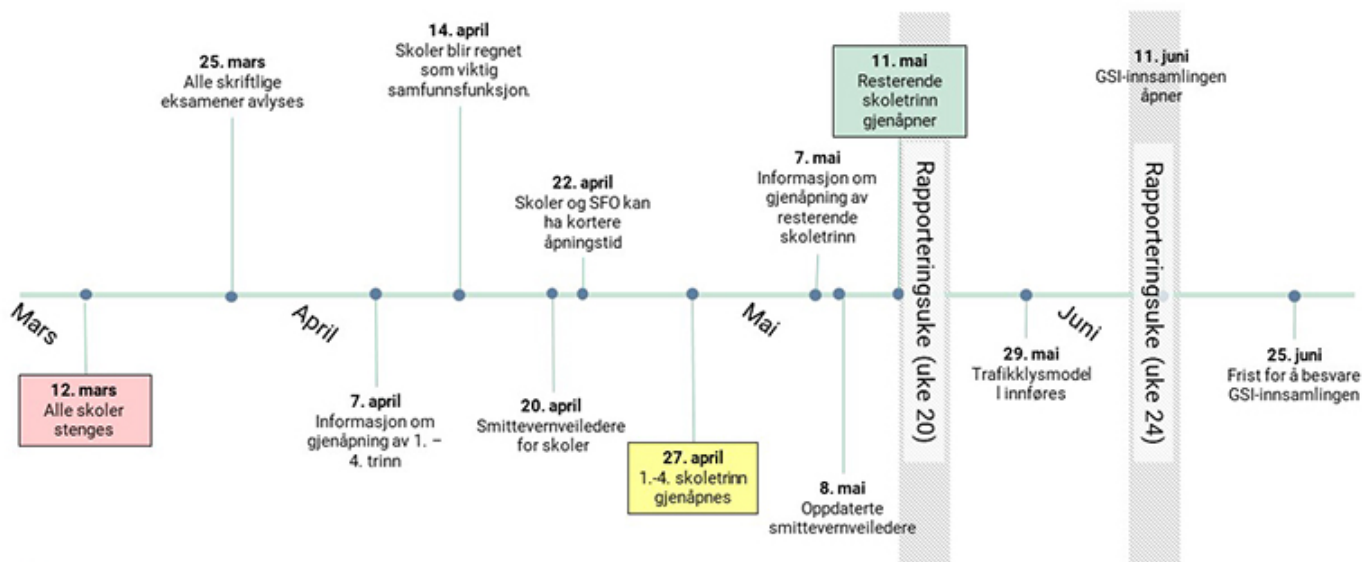 14. april
Skoler blir regnet
som viktig
samfunnsfunksjon.
25. mars
Alle skriftlige
eksamener avlyses
11. mai
Resterende
skoletrinn
gjenåpner
11. juni
GSI-innsamlingen
åpner
22. april
Skoler og SFO kan
ha kortere
åpningstid
7. mai
Informasjon om
gjenåpning av
resterende
skoletrinn
Rapporteringsuke (uke 20)
Rapporteringsuke (uke 24)
Mars
April
Mai
Juni
12. mars
Alle skoler
stenges
7. april
Informasjon om
gjenåpning av 1. –
4. trinn
20. april
Smittevernveiledere
for skoler
27. april
1.-4. skoletrinn
gjenåpnes
8. mai
Oppdaterte
smittevernveiledere
29. mai
Trafikklysmodel
l innføres
25. juni
Frist for å besvare
GSI-innsamlingen